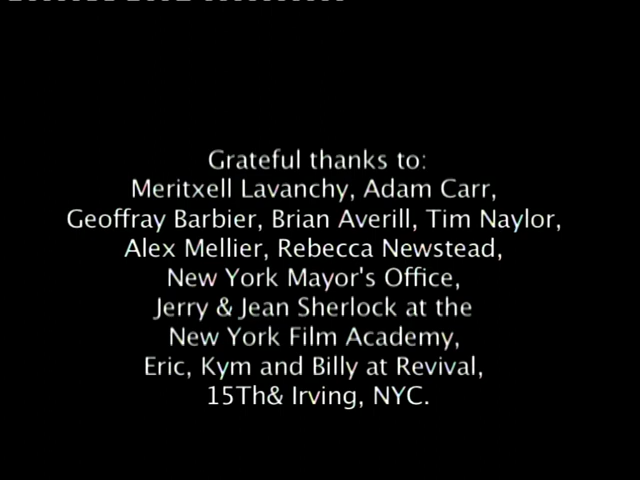 Grateful thanks to:
Meritxell Lavanchy, Adam Carr,
Geoffray Barbier, Brian Averill, Tim Naylor,
Alex Mellier, Rebecca Newstead,
New York Mayor's Office,
Jerry & Jean Sherlock at the
New York Film Academy,
Eric, Kym and Billy at Revival,
15Th& Irving, NYC.